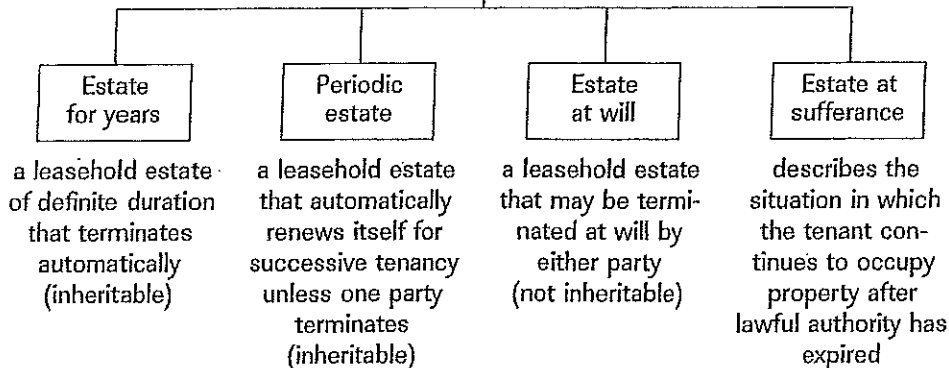 Estate
for years
a leasehold estate
of definite duration
that terminates
automatically
(inheritable)
Periodic
estate
a leasehold estate
that automatically
renews itself for
successive tenancy
unless one party
terminates
(inheritable)
Estate
at will
a leasehold estate
that may be termi-
nated at will by
either party
(not inheritable)
Estate at
sufferance
describes the
situation in which
the tenant con-
tinues to occupy
property after
lawful authority has
expired